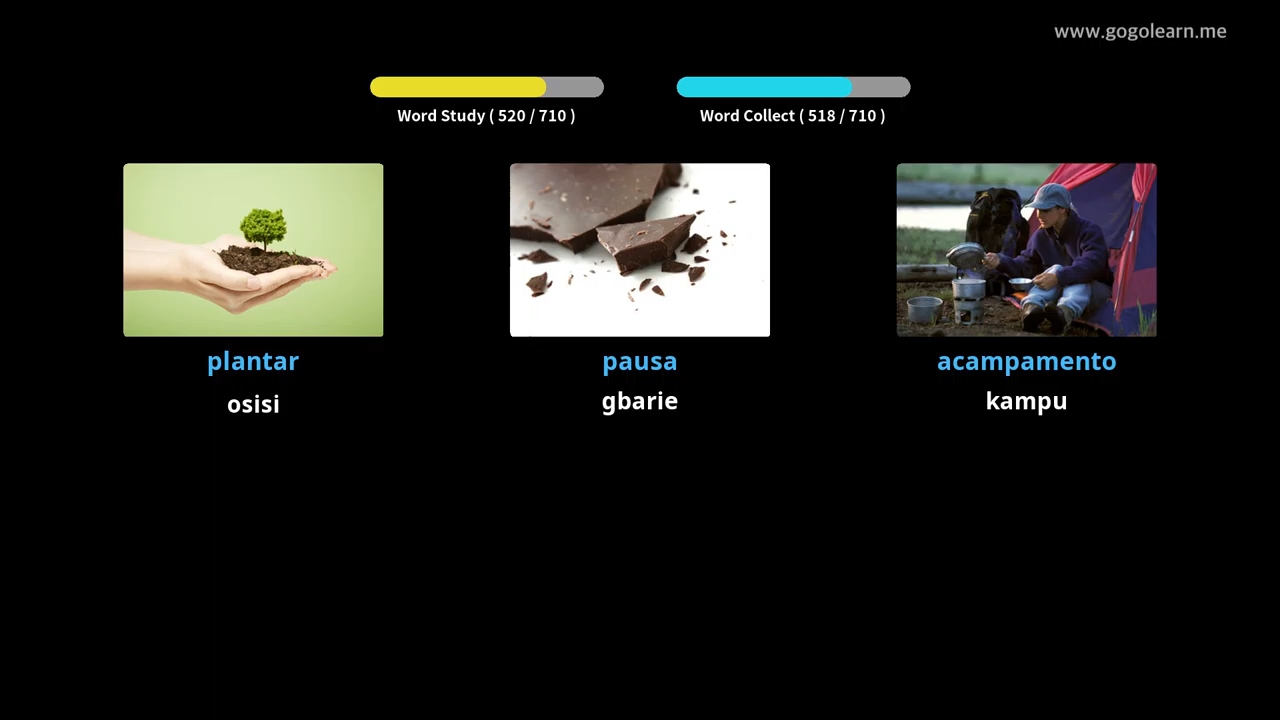 www.gogolearn.me
Word Study ( 520 / 710 )
Word Collect ( 518 / 710 )
plantar
osisi
pausa
gbarie
acampamento
kampu